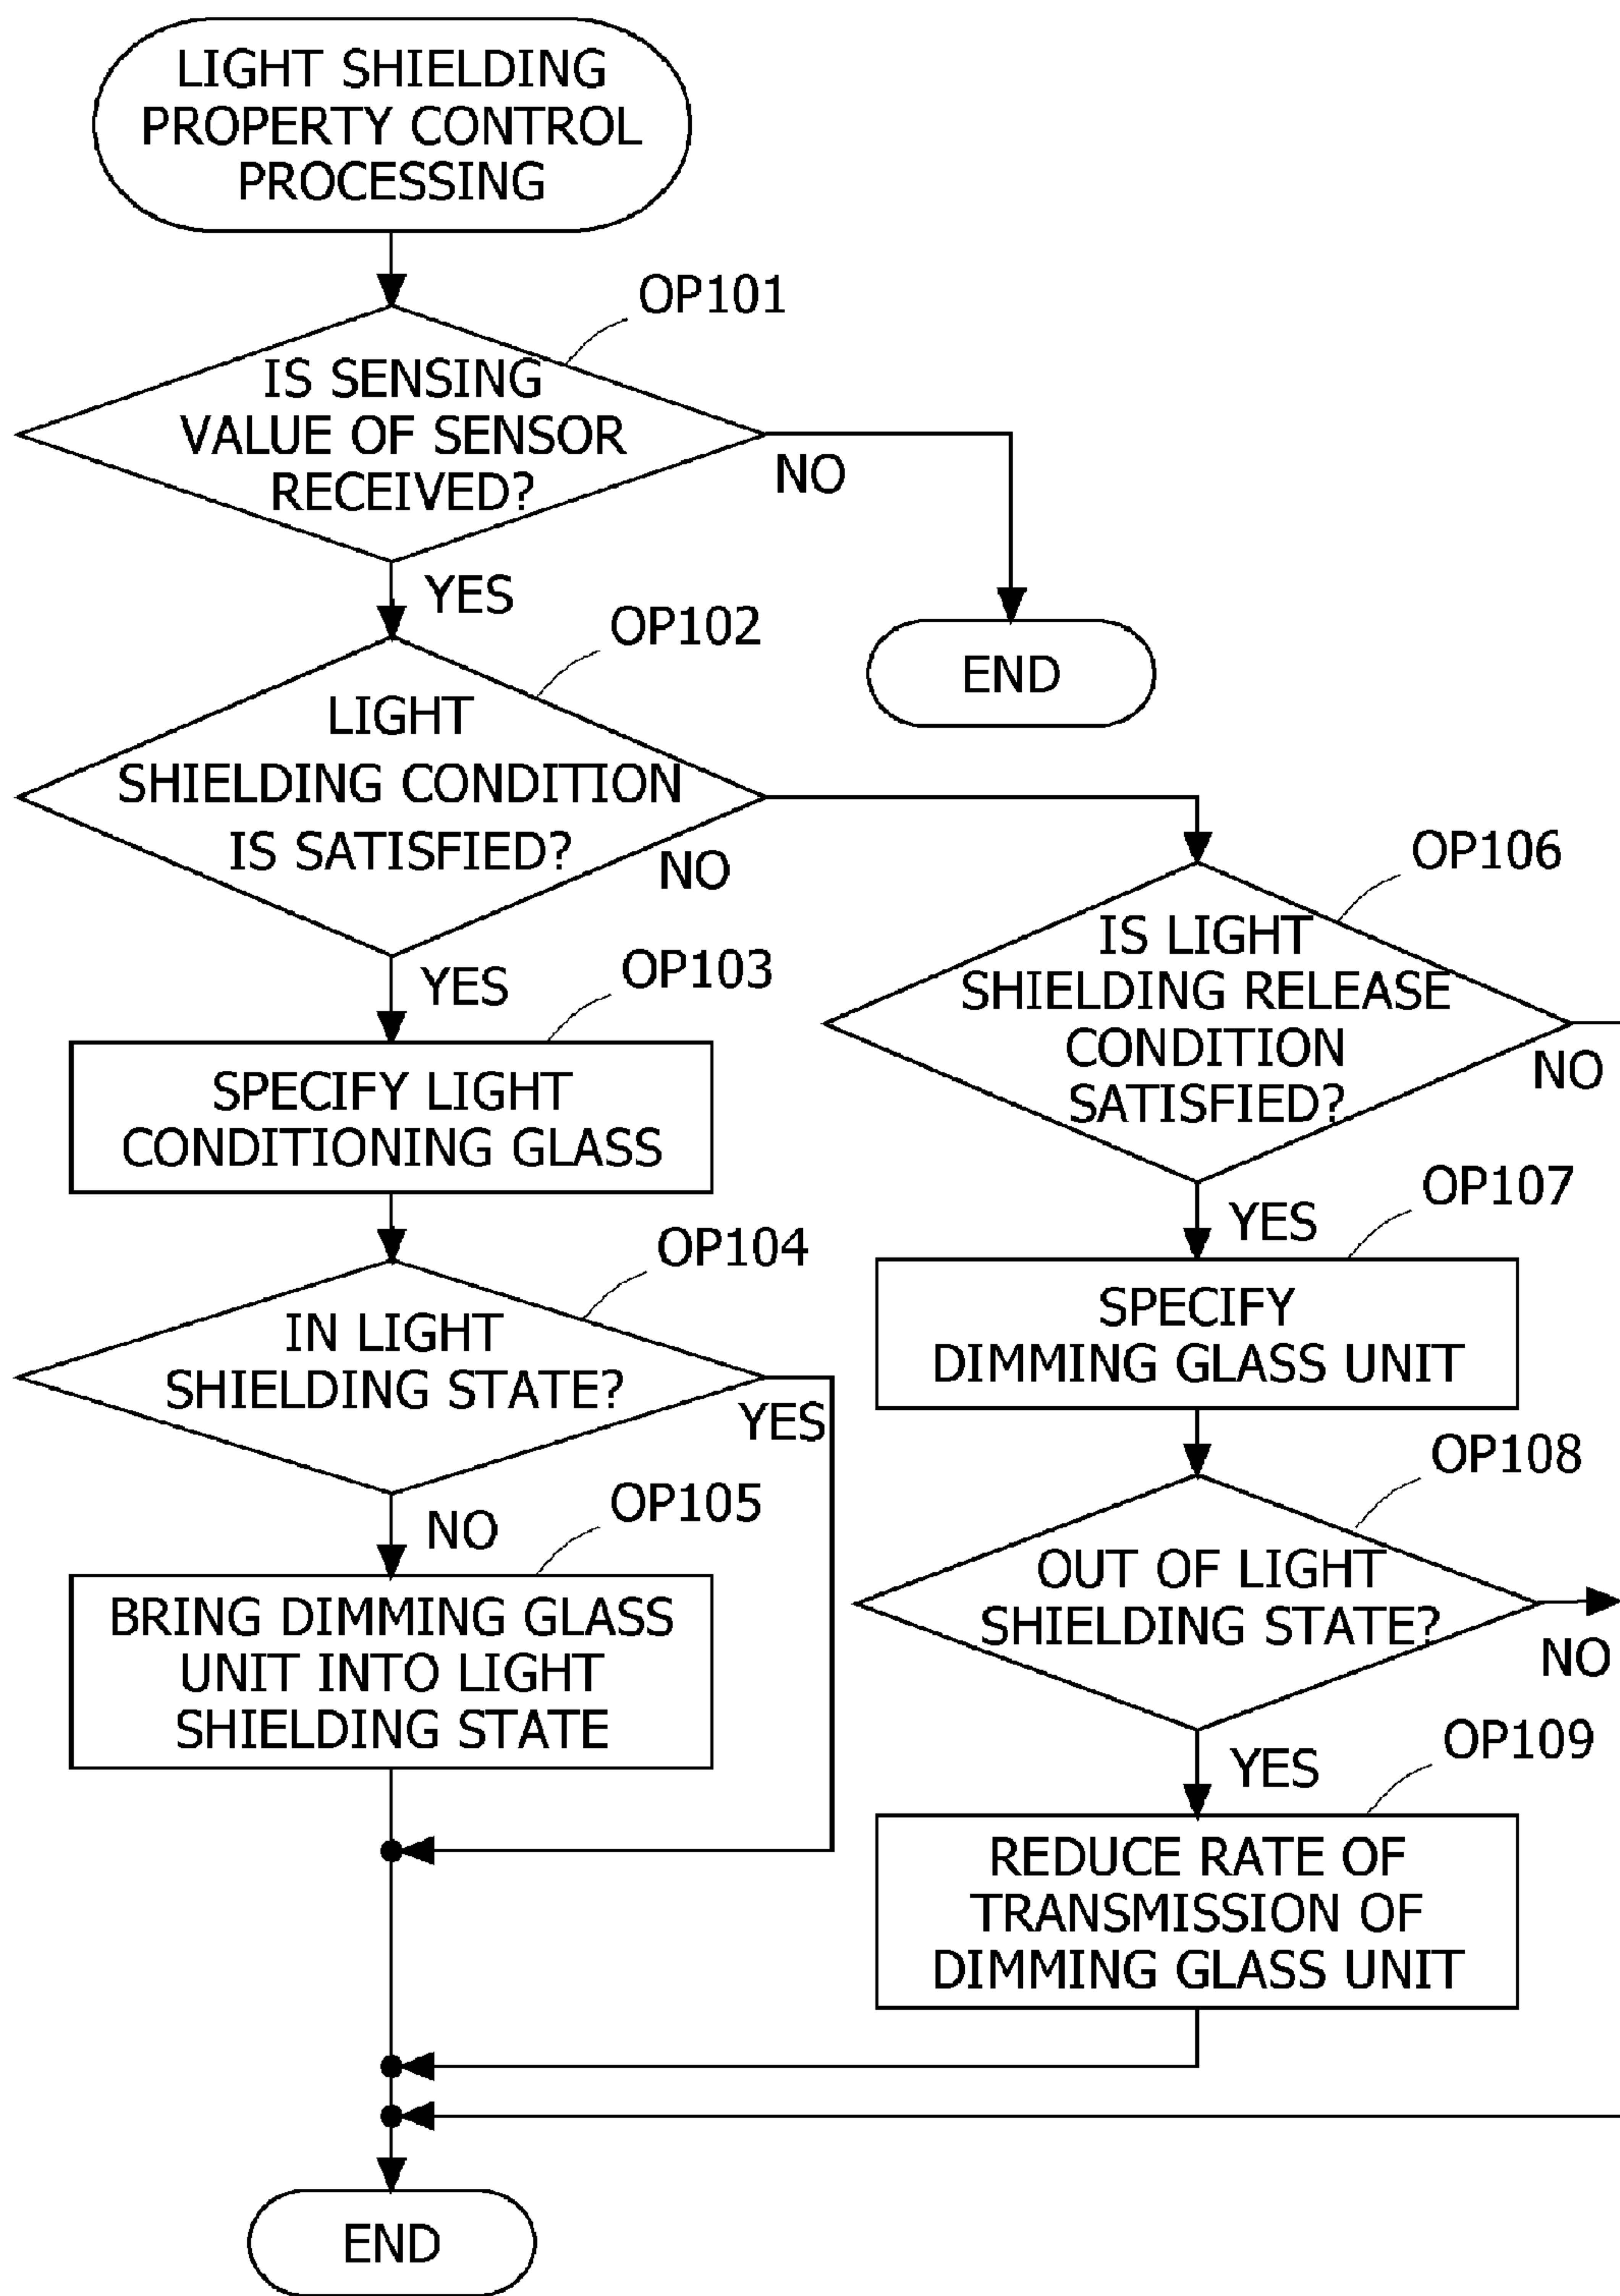 LIGHT SHIELDING
PROPERTY CONTROL
PROCESSING
OP101
IS SENSING
VALUE OF SENSOR
RECEIVED?
NO
YES
END
OP102
LIGHT
SHIELDING CONDITION
IS SATISFIED?
NO
YES
OP103
SPECIFY LIGHT
CONDITIONING GLASS
OP104
IN LIGHT
SHIELDING STATE?
YES
NO
OP105
BRING DIMMING GLASS
UNIT INTO LIGHT
SHIELDING STATE
OP106
IS LIGHT
SHIELDING RELEASE
CONDITION
SATISFIED?
NO
YES
OP107
SPECIFY
DIMMING GLASS UNIT
OP108
OUT OF LIGHT
SHIELDING STATE?
NO
YES
OP109
REDUCE RATE OF
TRANSMISSION OF
DIMMING GLASS UNIT
END